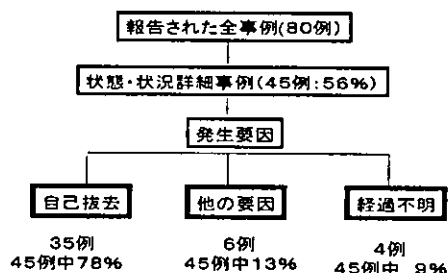 報告された全事例(80例)
状態・状況詳細事例(45例:56%)
発生要因
自己抜去
他の要因
経過不明
35例
6例
4例
45例中78%
45例中13%
45例中 9%